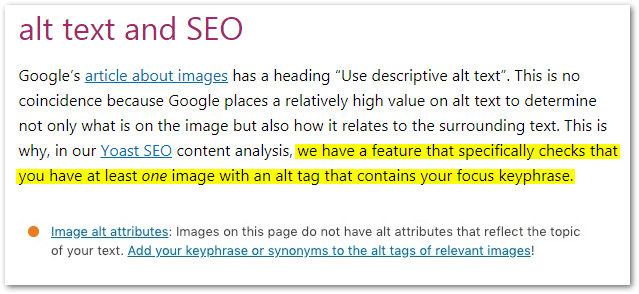 alt text and SEO
Google’s article about images has a heading “Use descriptive alt text”. This is no
coincidence because Google places a relatively high value on alt text to determine
not only what is on the image but also how it relates to the surrounding text. This is
why, in our Yoast SEO content analysis, we have a feature that specifically checks that
you have at least one image with an alt tag that contains your focus keyphrase.
Image alt attributes: Images on this page do not have alt attributes that reflect the topic
of your text. Add your keyphrase or synonyms to the alt tags of relevant images!